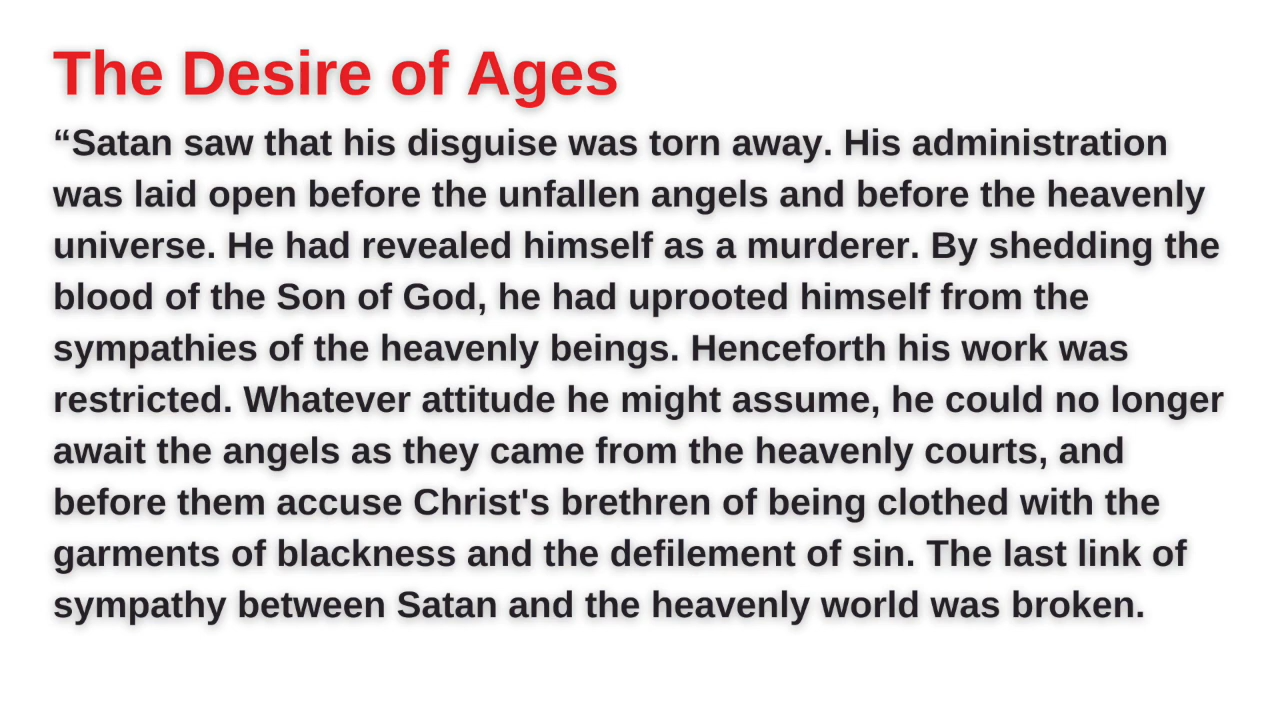 The Desire of Ages
“Satan saw that his disguise was torn away. His administration
was laid open before the unfallen angels and before the heavenly
universe. He had revealed himself as a murderer. By shedding the
blood of the Son of God, he had uprooted himself from the
sympathies of the heavenly beings. Henceforth his work was
restricted. Whatever attitude he might assume, he could no longer
await the angels as they came from the heavenly courts, and
before them accuse Christ's brethren of being clothed with the
garments of blackness and the defilement of sin. The last link of
sympathy between Satan and the heavenly world was broken.